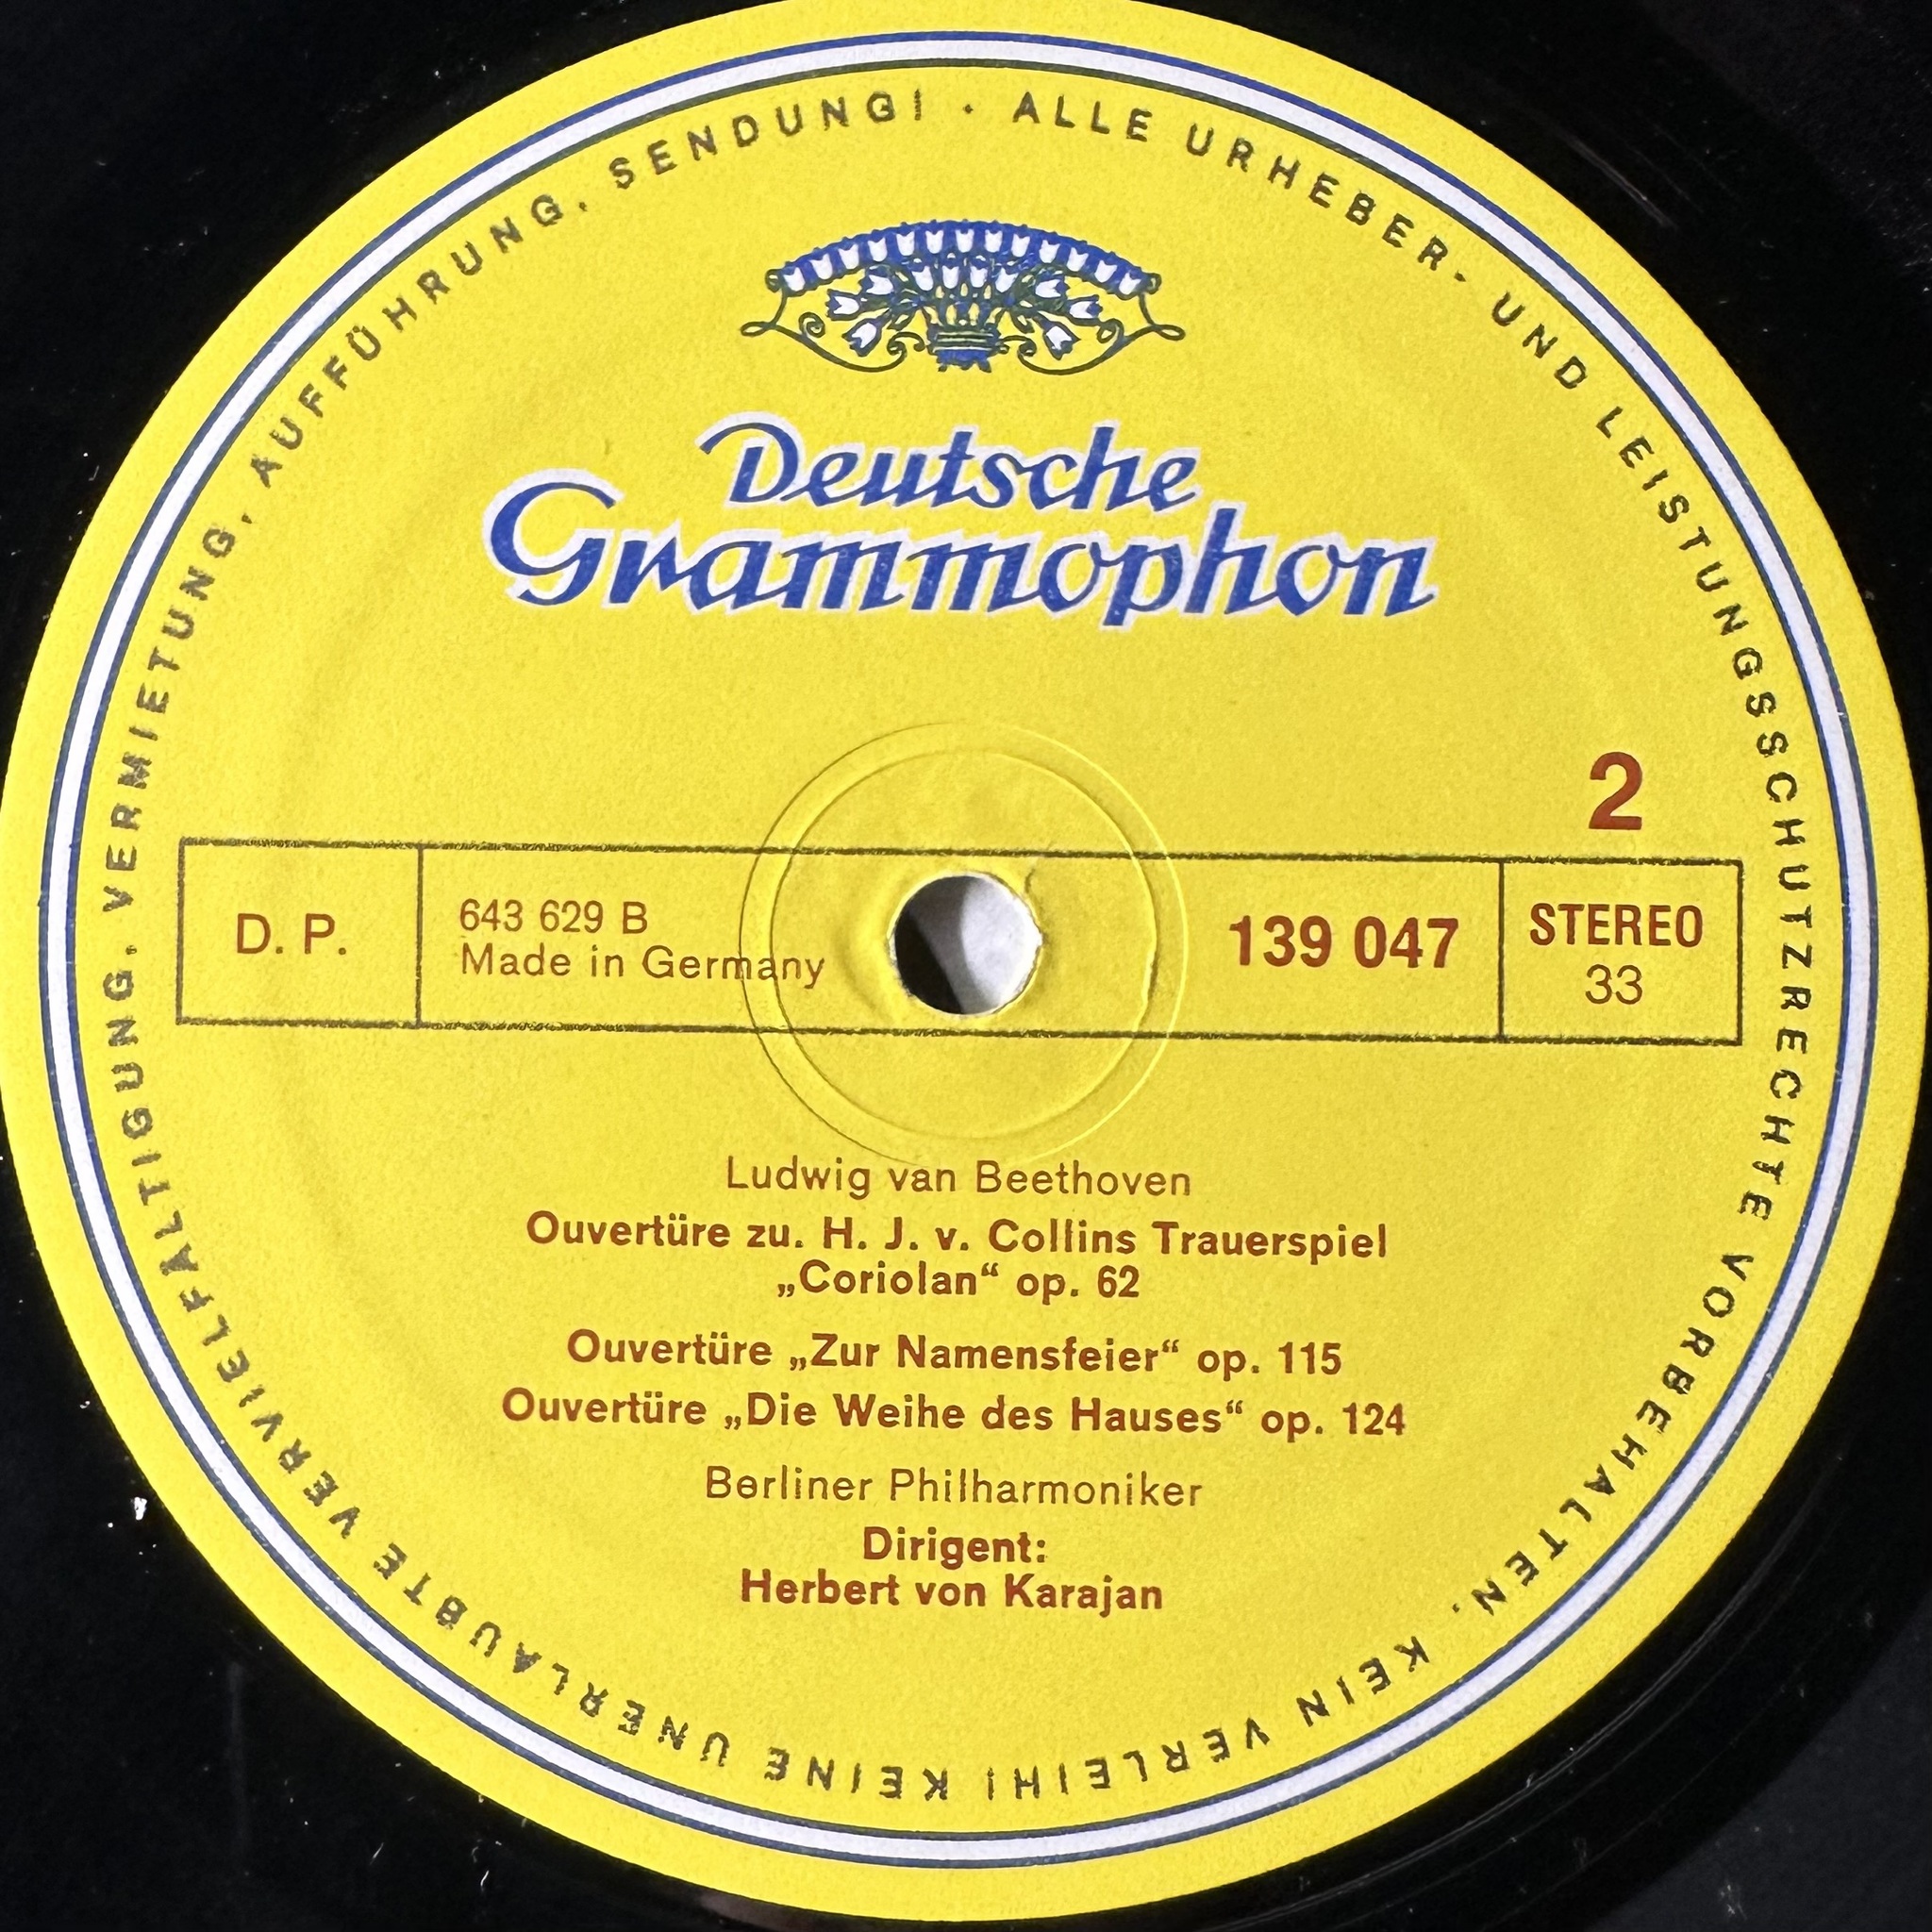 ALLE URHEBER- UND LEISTUNGSSCHUTZRECHTE VORBEHALTEN. KEIN VERLEIH! KEINE UNERLAUBTE VERVIELFÄLTIGUNG, VERMIETUNG, AUFFÜHRUNG, SENDUNG! ·
Deutsche
Grammophon
2
D. P.
643 629 B
Made in Germany
139 047
STEREO
33
Ludwig van Beethoven
Ouvertüre zu. H. J. v. Collins Trauerspiel
„Coriolan“ op. 62
Ouvertüre „Zur Namensfeier“ op. 115
Ouvertüre „Die Weihe des Hauses“ op. 124
Berliner Philharmoniker
Dirigent:
Herbert von Karajan